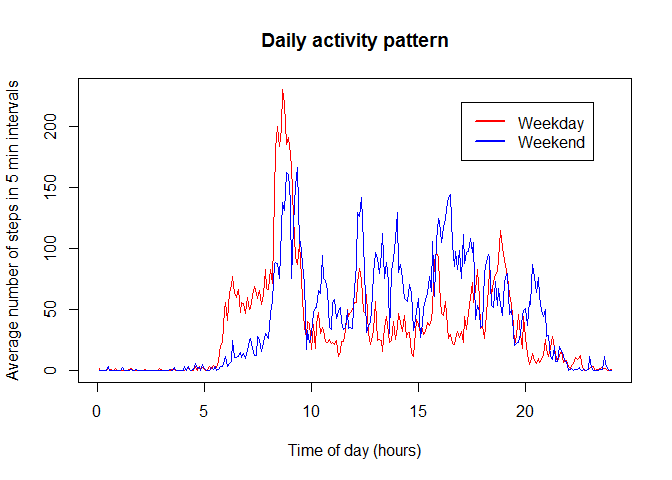 Daily activity pattern
Average number of steps in 5 min intervals
200
150
100
50
0
Weekday
Weekend
0
5
10
15
20
Time of day (hours)